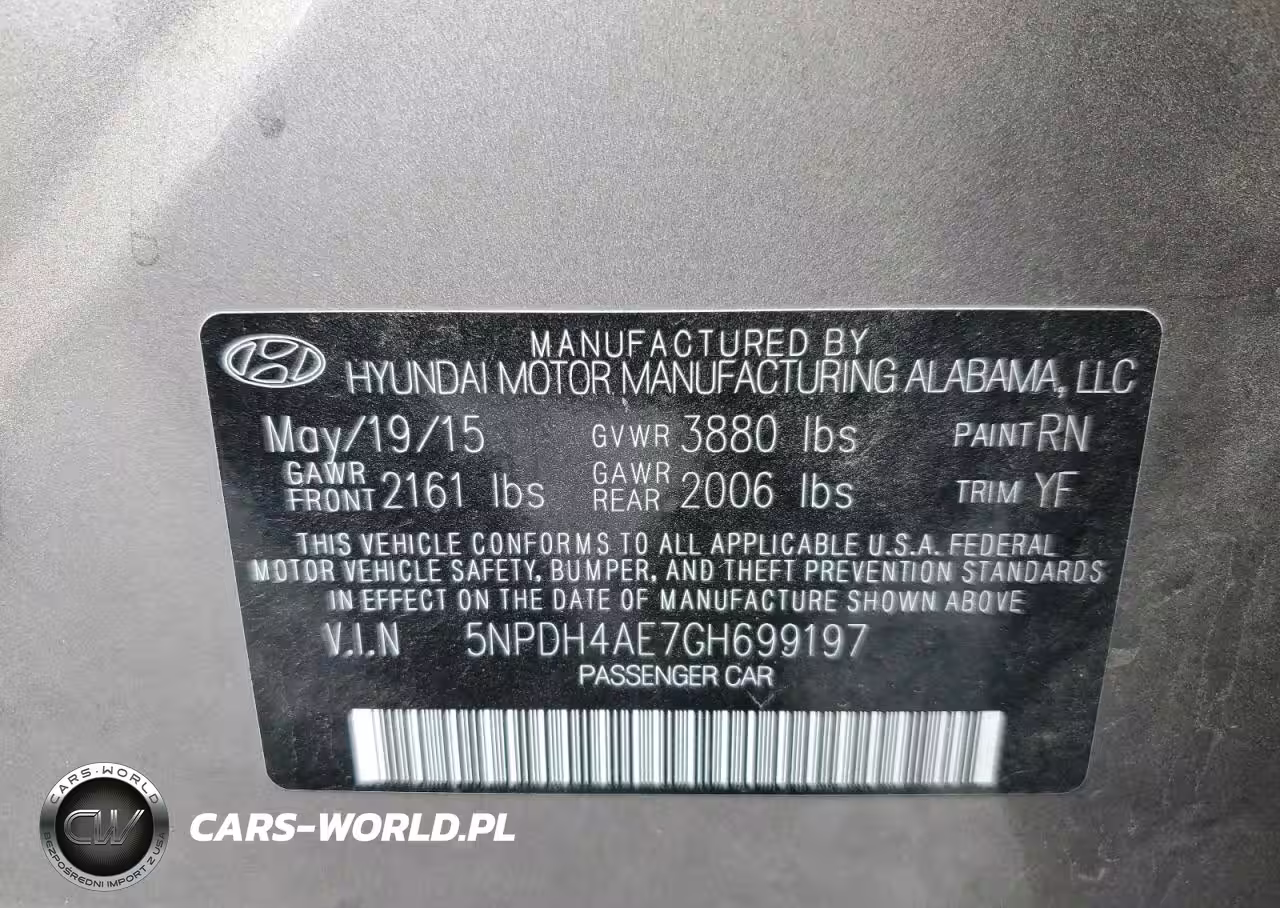 MANUFACTURED BY
HYUNDAI MOTOR MANUFACTURING ALABAMA, LLC
May/19/15 GVWR 3880 lbs PAINT RN
GAWR FRONT 2161 lbs GAWR REAR 2006 lbs TRIM YF
THIS VEHICLE CONFORMS TO ALL APPLICABLE U.S.A. FEDERAL
MOTOR VEHICLE SAFETY, BUMPER, AND THEFT PREVENTION STANDARDS
IN EFFECT ON THE DATE OF MANUFACTURE SHOWN ABOVE
V.I.N 5NPDH4AE7GH699197
PASSENGER CAR
CARS-WORLD
CW
BEZPOŚREDNI IMPORT Z USA
CARS-WORLD.PL